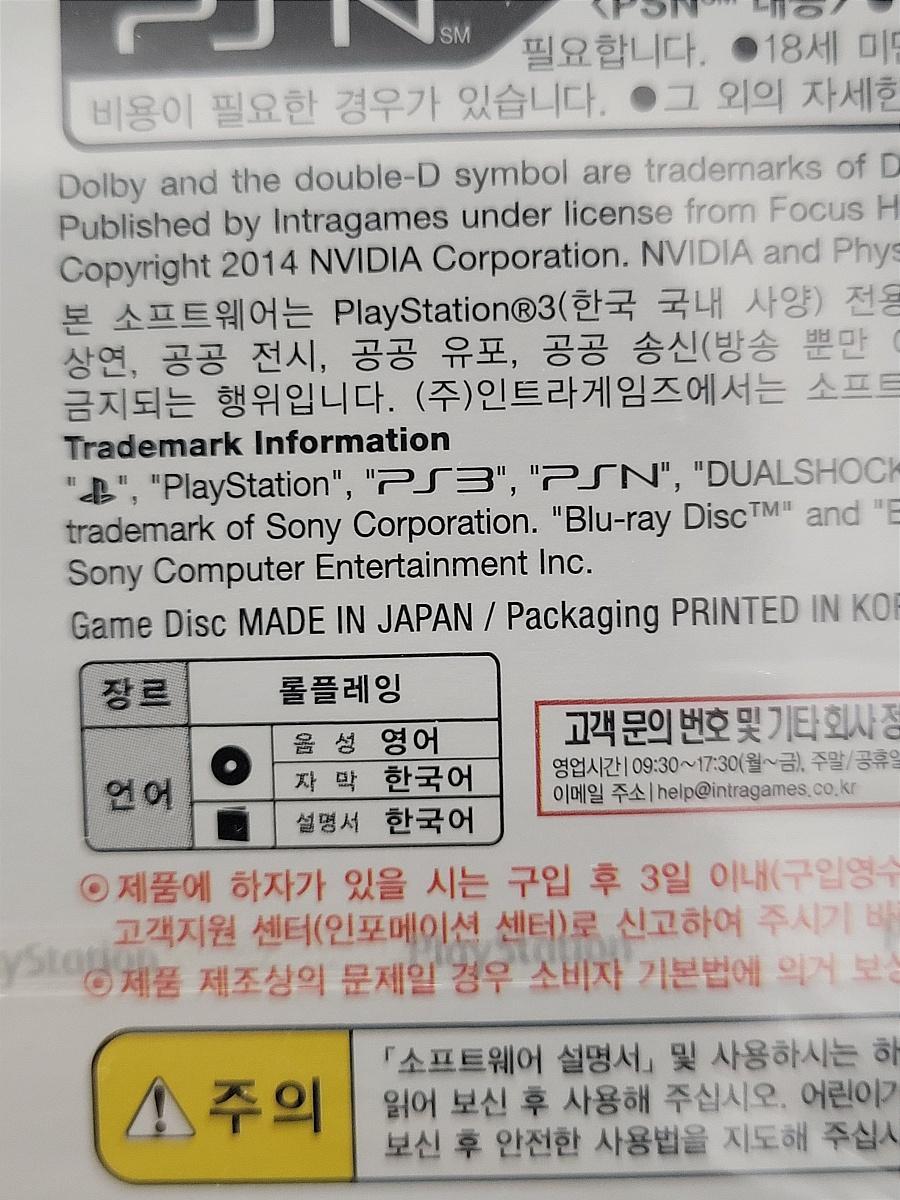 PSN SM
<PSN℠ 대응> ●
필요합니다. ●18세 미만
비용이 필요한 경우가 있습니다. ●그 외의 자세한
Dolby and the double-D symbol are trademarks of D
Published by Intragames under license from Focus H
Copyright 2014 NVIDIA Corporation. NVIDIA and Phys
본 소프트웨어는 PlayStation®3(한국 국내 사양) 전용
상연, 공공 전시, 공공 유포, 공공 송신(방송 뿐만
금지되는 행위입니다. (주)인트라게임즈에서는 소프트
Trademark Information
"PS", "PlayStation", "PS3", "PSN", "DUALSHOCK
trademark of Sony Corporation. "Blu-ray Disc™" and "B
Sony Computer Entertainment Inc.
Game Disc MADE IN JAPAN / Packaging PRINTED IN KOR
장르 롤플레잉
언어
음 성 영어
자 막 한국어
설명서 한국어
고객 문의 번호 및 기타 회사 정
영업시간|09:30~17:30(월~금), 주말/공휴일
이메일 주소|help@intragames.co.kr
⦿제품에 하자가 있을 시는 구입 후 3일 이내(구입영수
고객지원 센터(인포메이션 센터)로 신고하여 주시기 바
PlayStation PlayStation
⦿제품 제조상의 문제일 경우 소비자 기본법에 의거 보상
주의
「소프트웨어 설명서」 및 사용하시는 하
읽어 보신 후 사용해 주십시오. 어린이가
보신 후 안전한 사용법을 지도해 주십시